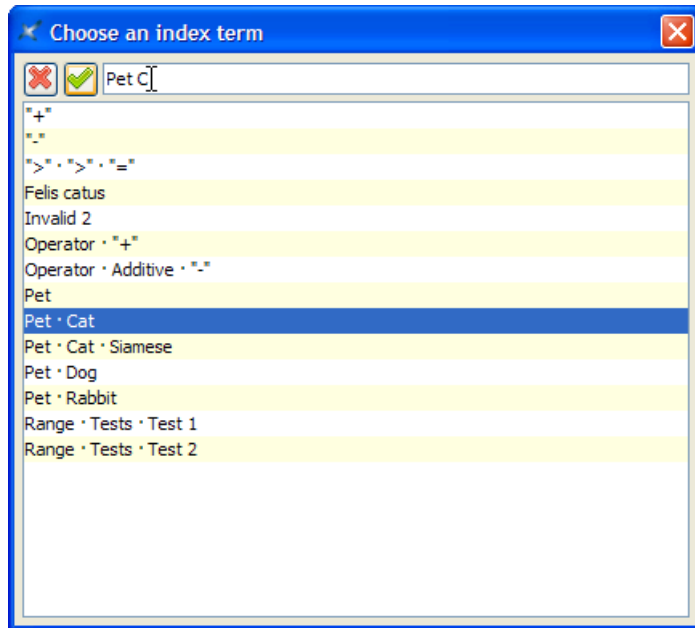 Choose an index term
Pet C
"+"
"-"
">" · ">" · "="
Felis catus
Invalid 2
Operator · "+"
Operator · Additive · "-"
Pet
Pet · Cat
Pet · Cat · Siamese
Pet · Dog
Pet · Rabbit
Range · Tests · Test 1
Range · Tests · Test 2